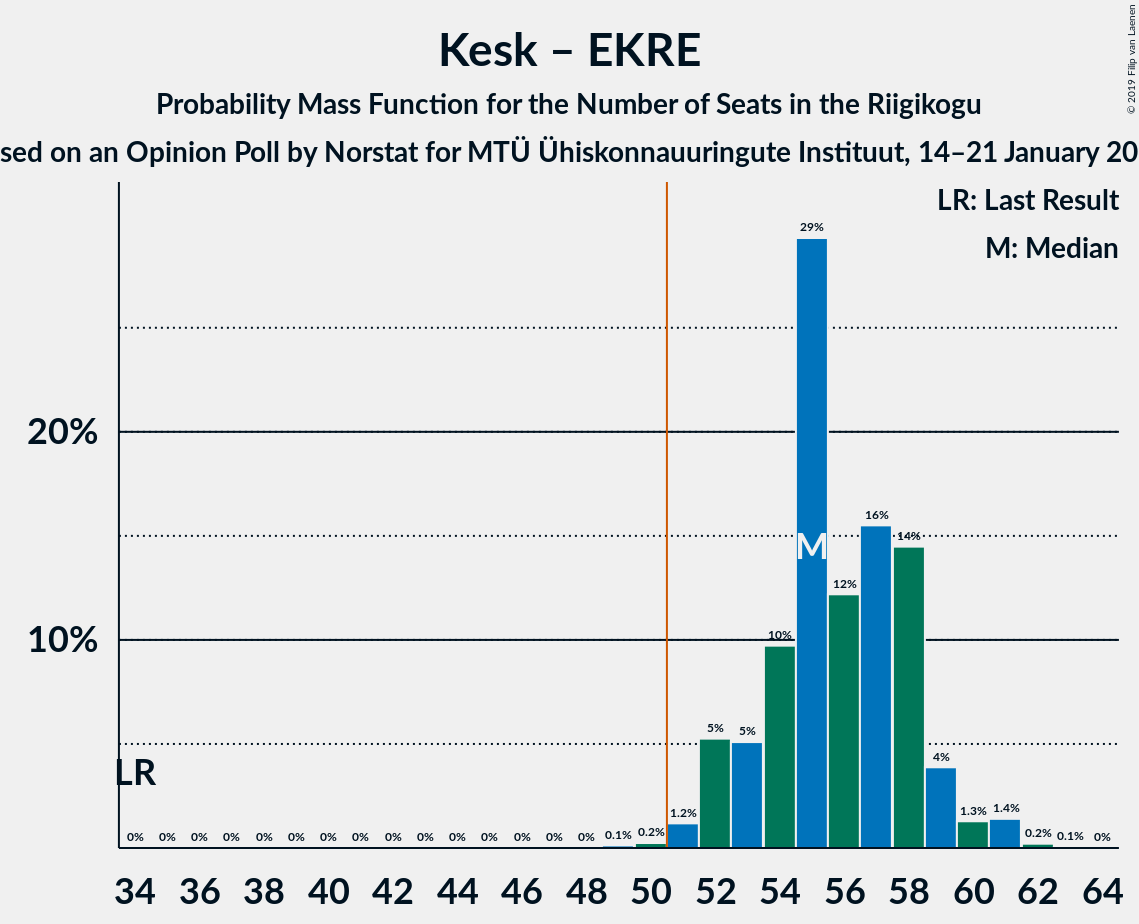 Kesk – EKRE
Probability Mass Function for the Number of Seats in the Riigikogu
sed on an Opinion Poll by Norstat for MTÜ Ühiskonnauuringute Instituut, 14–21 January 20
© 2019 Filip van Laenen
LR: Last Result
M: Median
29%
20%
16%
14%
M
12%
10%
10%
5%
5%
LR
4%
0% 0% 0% 0% 0% 0% 0% 0% 0% 0% 0% 0% 0% 0% 0% 0.1% 0.2% 1.2% 1.3% 1.4% 0.2% 0.1% 0%
34 36 38 40 42 44 46 48 50 52 54 56 58 60 62 64